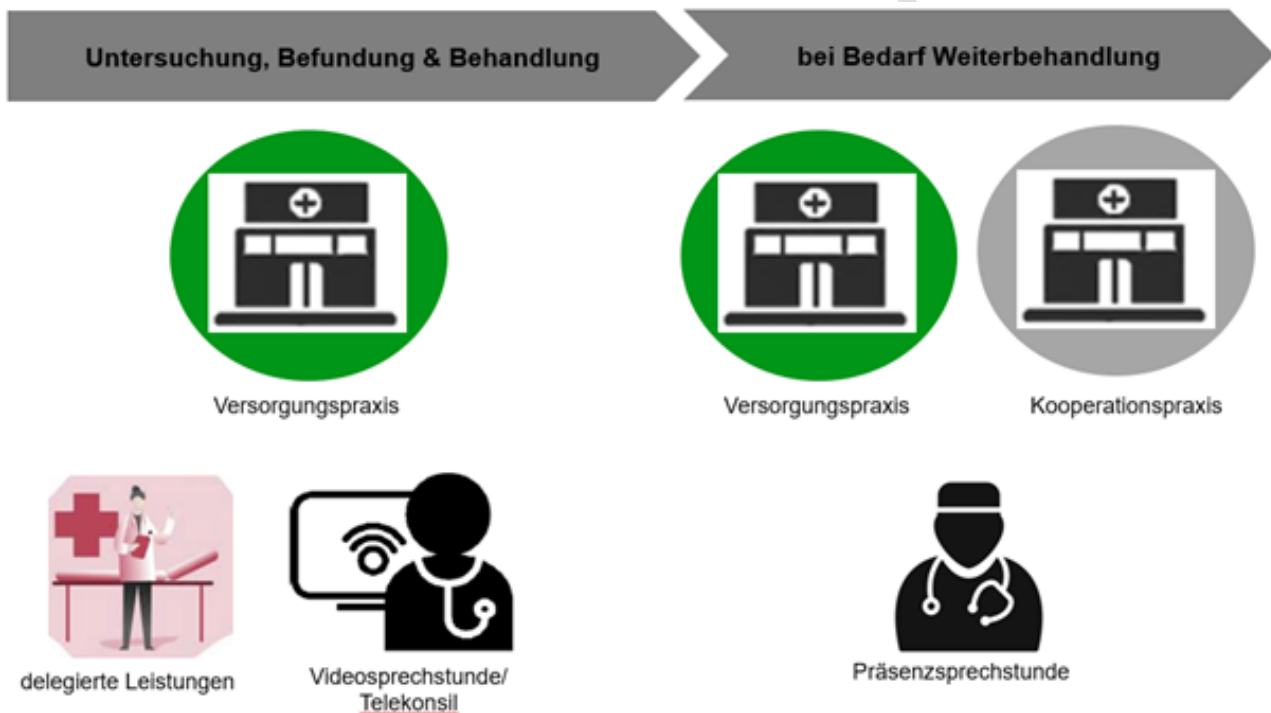 Untersuchung, Befundung & Behandlung
bei Bedarf Weiterbehandlung
Versorgungspraxis
Versorgungspraxis
Kooperationspraxis
delegierte Leistungen
Videosprechstunde/
Telekonsil
Präsenzsprechstunde